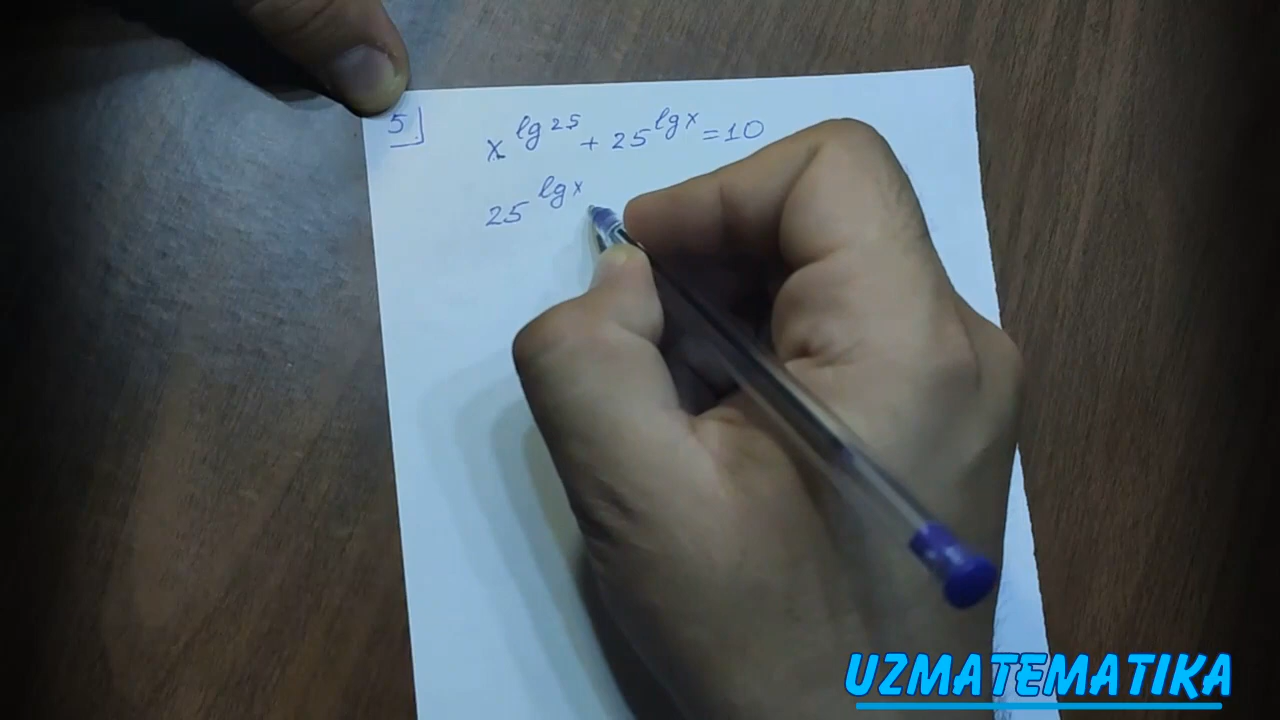 5]
x^lg25 + 25^lgx = 10
25^lgx
UZMATEMATIKA